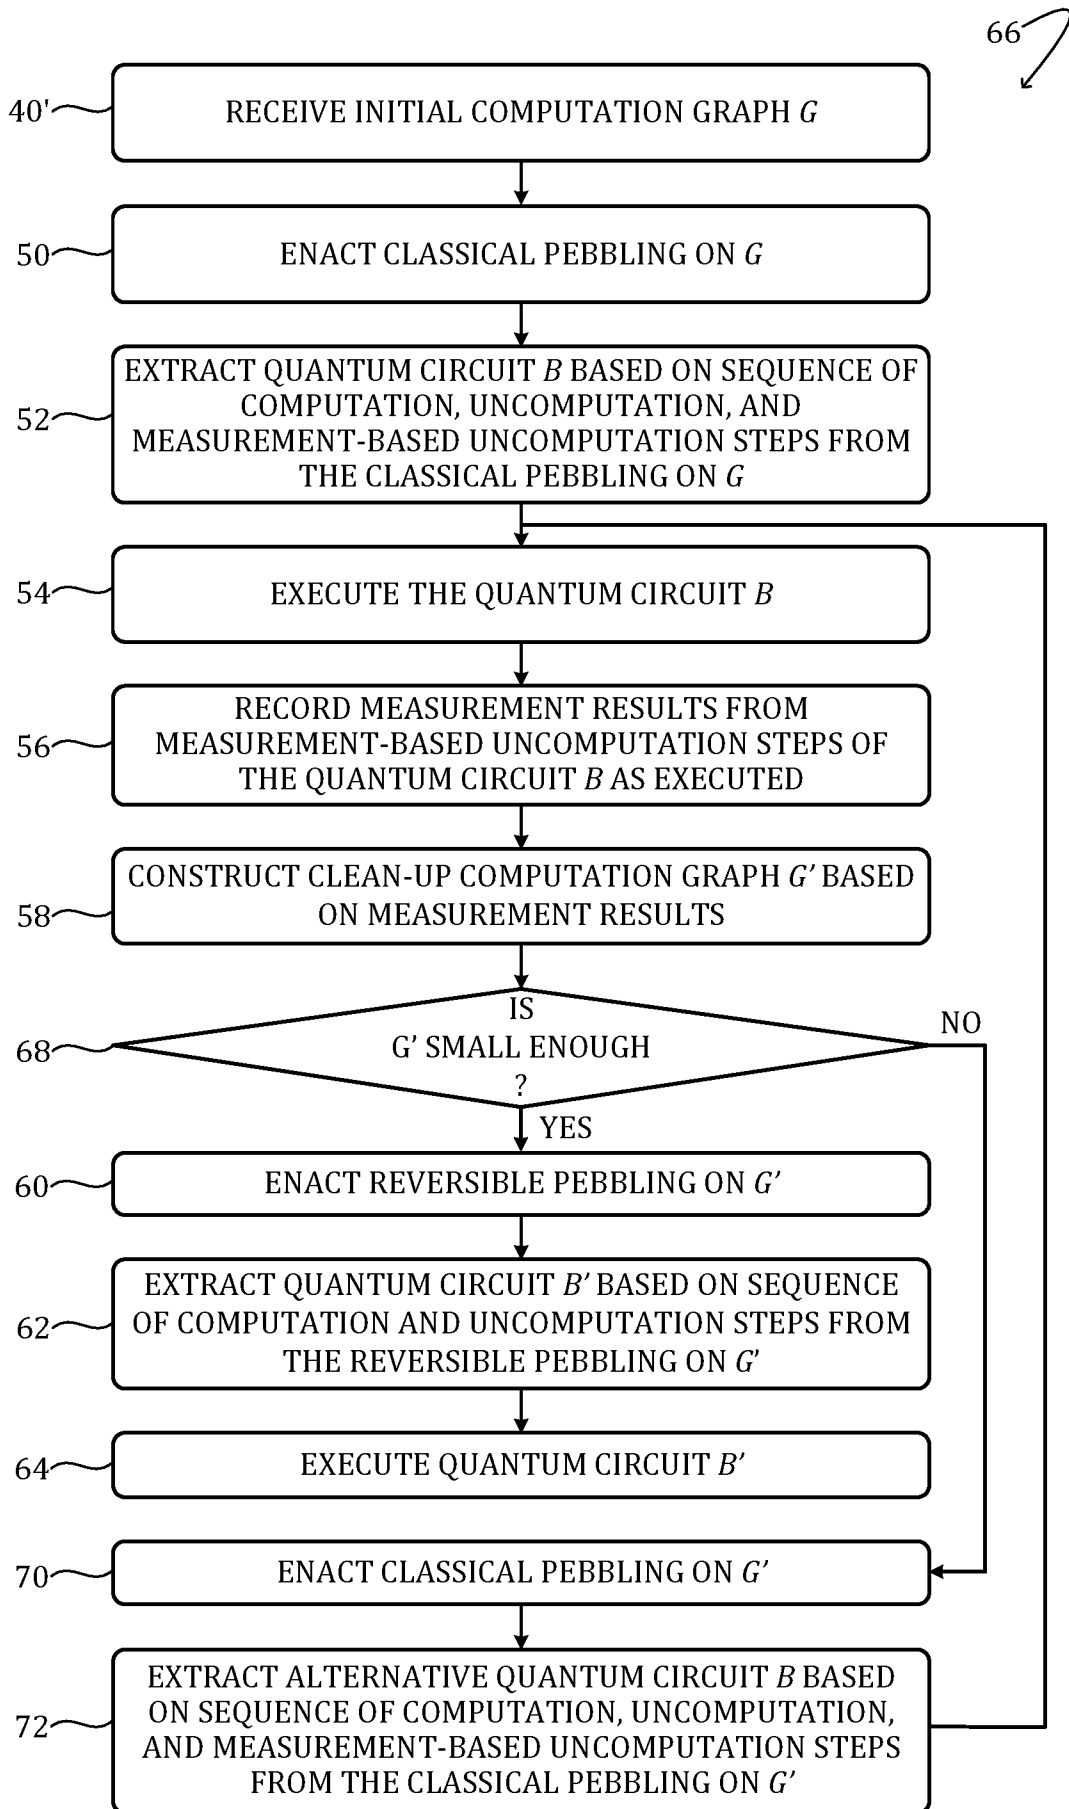 66
40'
RECEIVE INITIAL COMPUTATION GRAPH G
50
ENACT CLASSICAL PEBBLING ON G
52
EXTRACT QUANTUM CIRCUIT B BASED ON SEQUENCE OF
COMPUTATION, UNCOMPUTATION, AND
MEASUREMENT-BASED UNCOMPUTATION STEPS FROM
THE CLASSICAL PEBBLING ON G
54
EXECUTE THE QUANTUM CIRCUIT B
56
RECORD MEASUREMENT RESULTS FROM
MEASUREMENT-BASED UNCOMPUTATION STEPS OF
THE QUANTUM CIRCUIT B AS EXECUTED
58
CONSTRUCT CLEAN-UP COMPUTATION GRAPH G’ BASED
ON MEASUREMENT RESULTS
68
IS
G’ SMALL ENOUGH
?
NO
YES
60
ENACT REVERSIBLE PEBBLING ON G’
62
EXTRACT QUANTUM CIRCUIT B’ BASED ON SEQUENCE
OF COMPUTATION AND UNCOMPUTATION STEPS FROM
THE REVERSIBLE PEBBLING ON G’
64
EXECUTE QUANTUM CIRCUIT B’
70
ENACT CLASSICAL PEBBLING ON G’
72
EXTRACT ALTERNATIVE QUANTUM CIRCUIT B BASED
ON SEQUENCE OF COMPUTATION, UNCOMPUTATION,
AND MEASUREMENT-BASED UNCOMPUTATION STEPS
FROM THE CLASSICAL PEBBLING ON G’